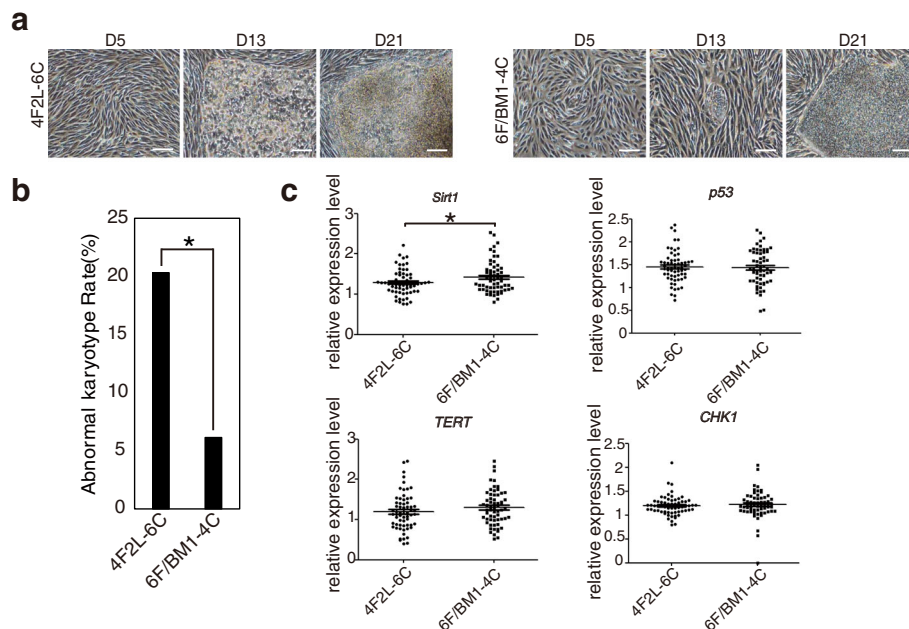 a
D5 D13 D21 D5 D13 D21
4F2L-6C
6F/BM1-4C
b
Abnormal karyotype Rate(%)
25
20
15
10
5
0
*
4F2L-6C
6F/BM1-4C
c
Sirt1
relative expression level
3
2
1
0
*
4F2L-6C
6F/BM1-4C
p53
relative expression level
2.5
2
1.5
1
0.5
0
4F2L-6C
6F/BM1-4C
TERT
relative expression level
3
2
1
0
4F2L-6C
6F/BM1-4C
CHK1
relative expression level
2.5
2
1.5
1
0.5
0
4F2L-6C
6F/BM1-4C